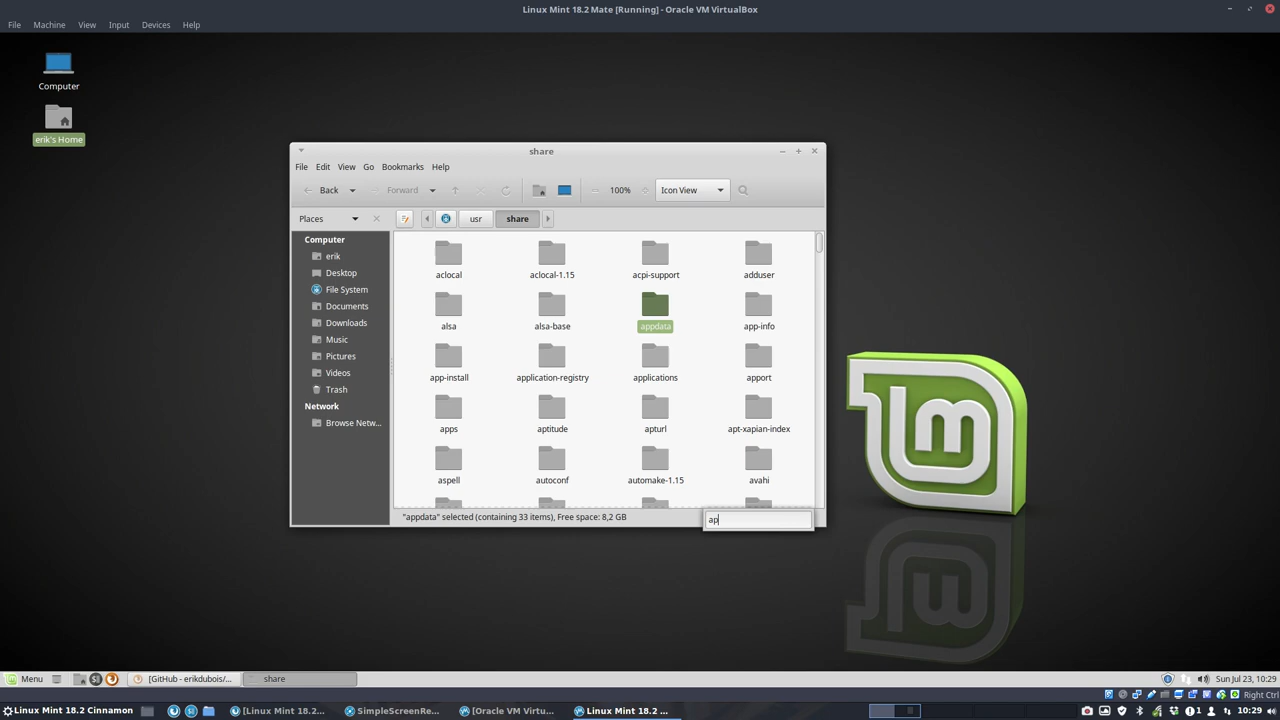 Linux Mint 18.2 Mate [Running] - Oracle VM VirtualBox
File Machine View Input Devices Help
Computer
erik's Home
share
File Edit View Go Bookmarks Help
Back Forward 100% Icon View
Places usr share
Computer
erik
Desktop
File System
Documents
Downloads
Music
Pictures
Videos
Trash
Network
Browse Netw...
aclocal aclocal-1.15 acpi-support adduser
alsa alsa-base appdata app-info
app-install application-registry applications apport
apps aptitude apturl apt-xapian-index
aspell autoconf automake-1.15 avahi
"appdata" selected (containing 33 items), Free space: 8,2 GB
ap
Menu [GitHub - erikdubois/... share Sun Jul 23, 10:29
Right Ctrl
Linux Mint 18.2 Cinnamon [Linux Mint 18.2... SimpleScreenRe... [Oracle VM Virtu... Linux Mint 18.2 ... 1 10:29